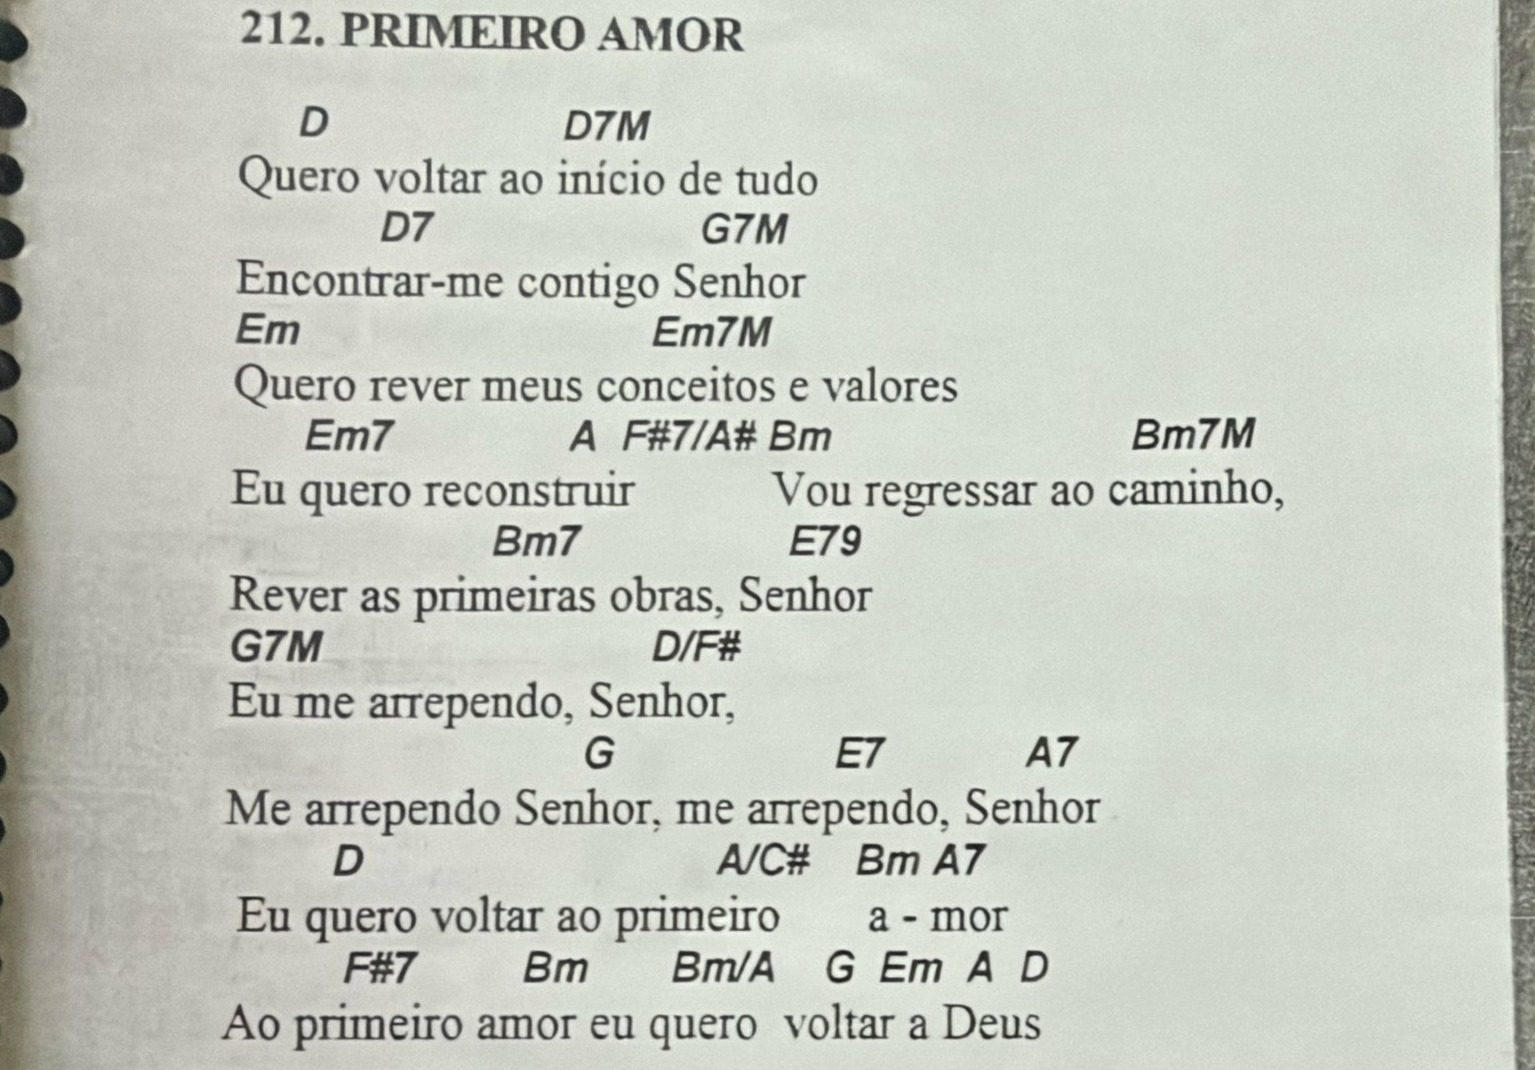 212. PRIMEIRO AMOR
D D7M
Quero voltar ao início de tudo
D7 G7M
Encontrar-me contigo Senhor
Em Em7M
Quero rever meus conceitos e valores
Em7 A F#7/A# Bm Bm7M
Eu quero reconstruir Vou regressar ao caminho,
Bm7 E79
Rever as primeiras obras, Senhor
G7M D/F#
Eu me arrependo, Senhor,
G E7 A7
Me arrependo Senhor, me arrependo, Senhor
D A/C# Bm A7
Eu quero voltar ao primeiro a - mor
F#7 Bm Bm/A G Em A D
Ao primeiro amor eu quero voltar a Deus